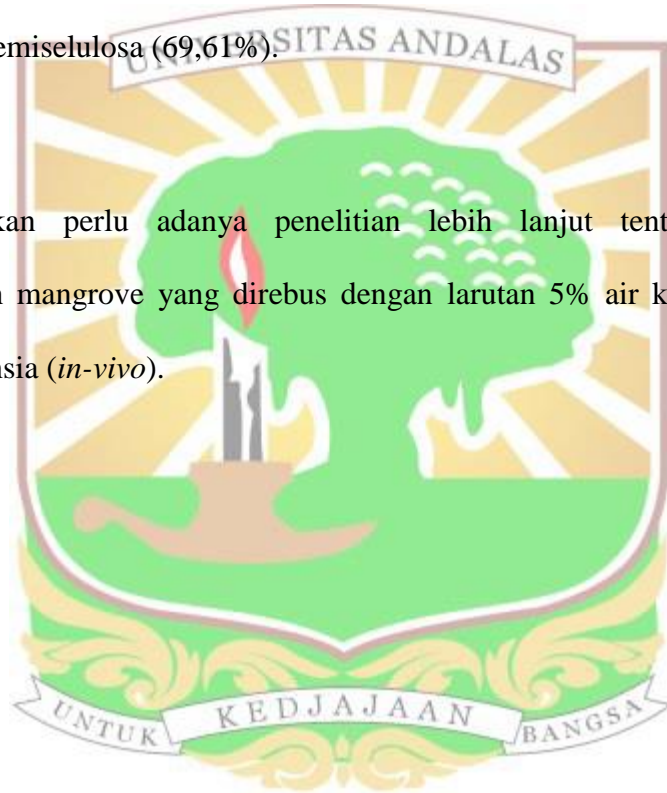 emiselulosa (69,61%).
UNIVERSITAS ANDALAS
kan perlu adanya penelitian lebih lanjut tent
n mangrove yang direbus dengan larutan 5% air k
nsia (in-vivo).
UNTUK KEDJAJAAN BANGSA